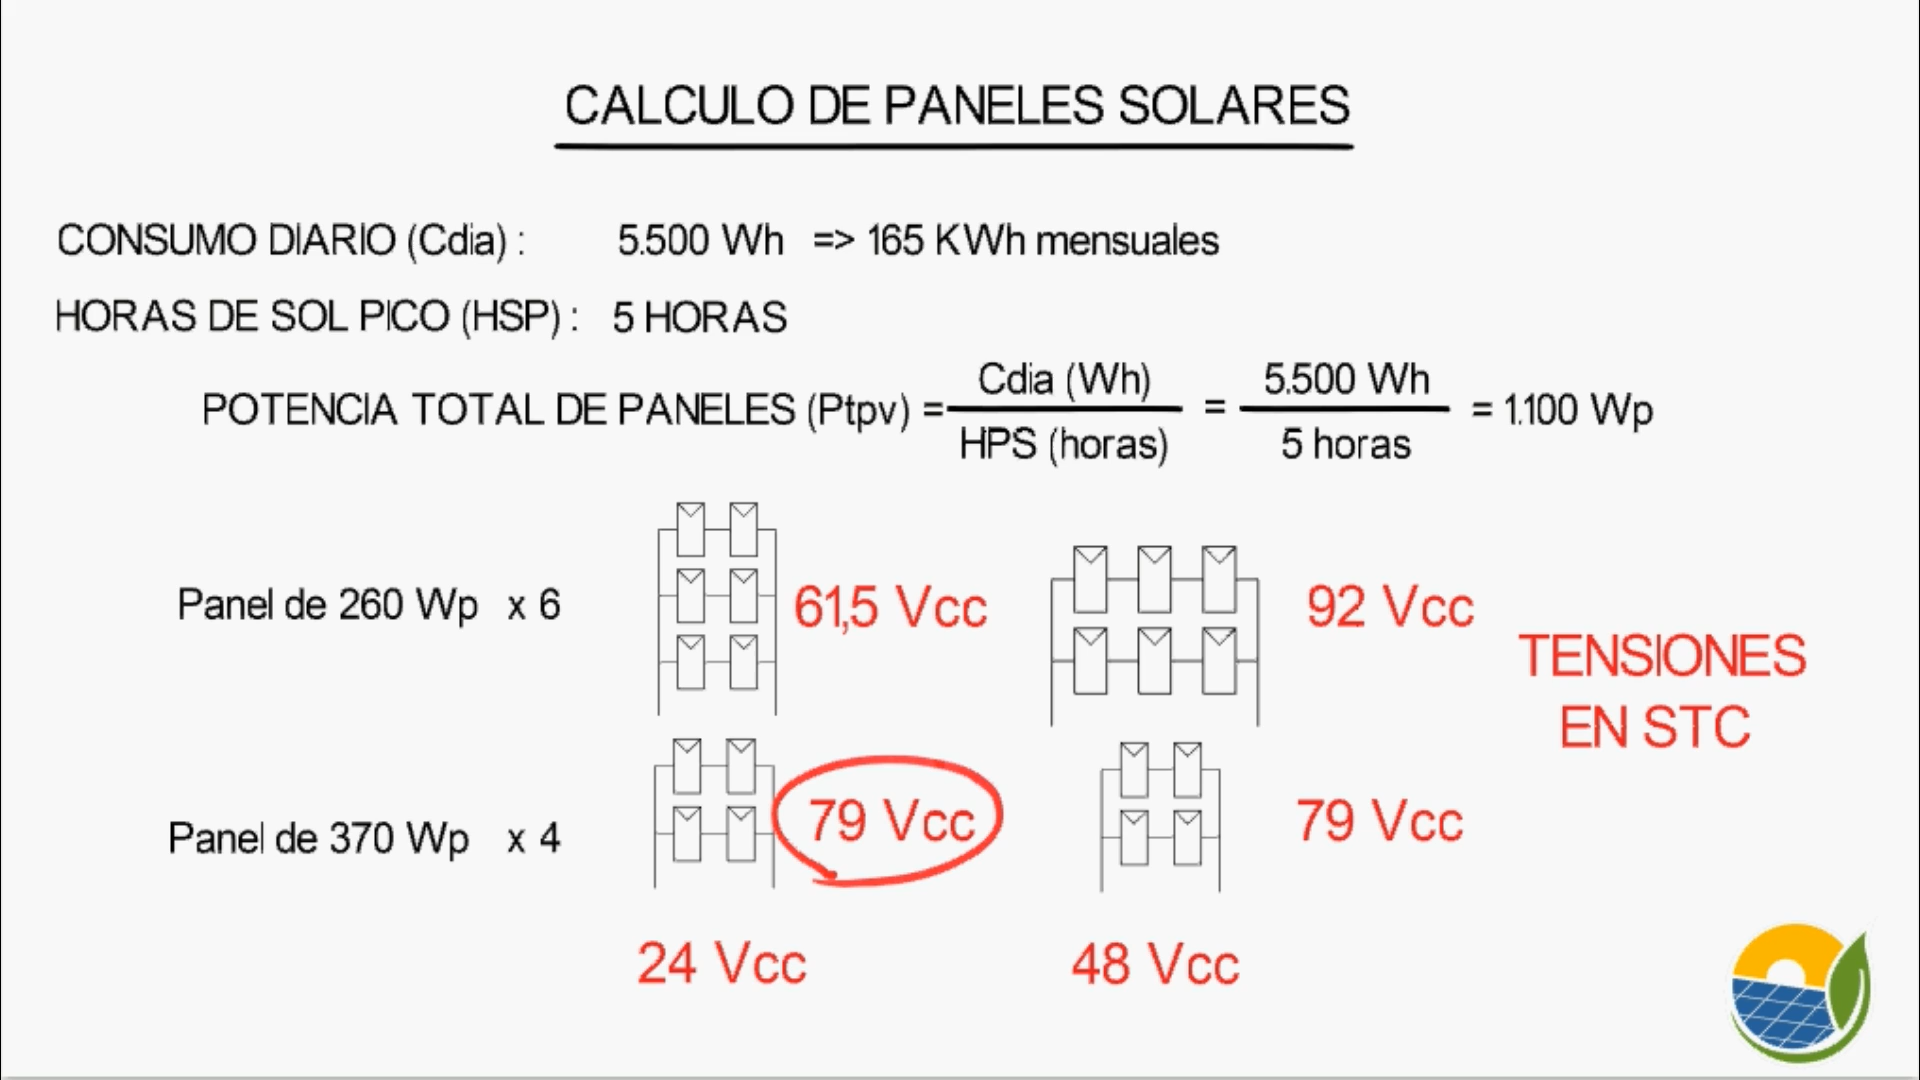 CALCULO DE PANELES SOLARES
CONSUMO DIARIO (Cdia) : 5.500 Wh => 165 KWh mensuales
HORAS DE SOL PICO (HSP) : 5 HORAS
POTENCIA TOTAL DE PANELES (Ptpv) = Cdia (Wh) / HPS (horas) = 5.500 Wh / 5 horas = 1.100 Wp
Panel de 260 Wp x 6 61,5 Vcc 92 Vcc
TENSIONES
EN STC
Panel de 370 Wp x 4 79 Vcc 79 Vcc
24 Vcc 48 Vcc